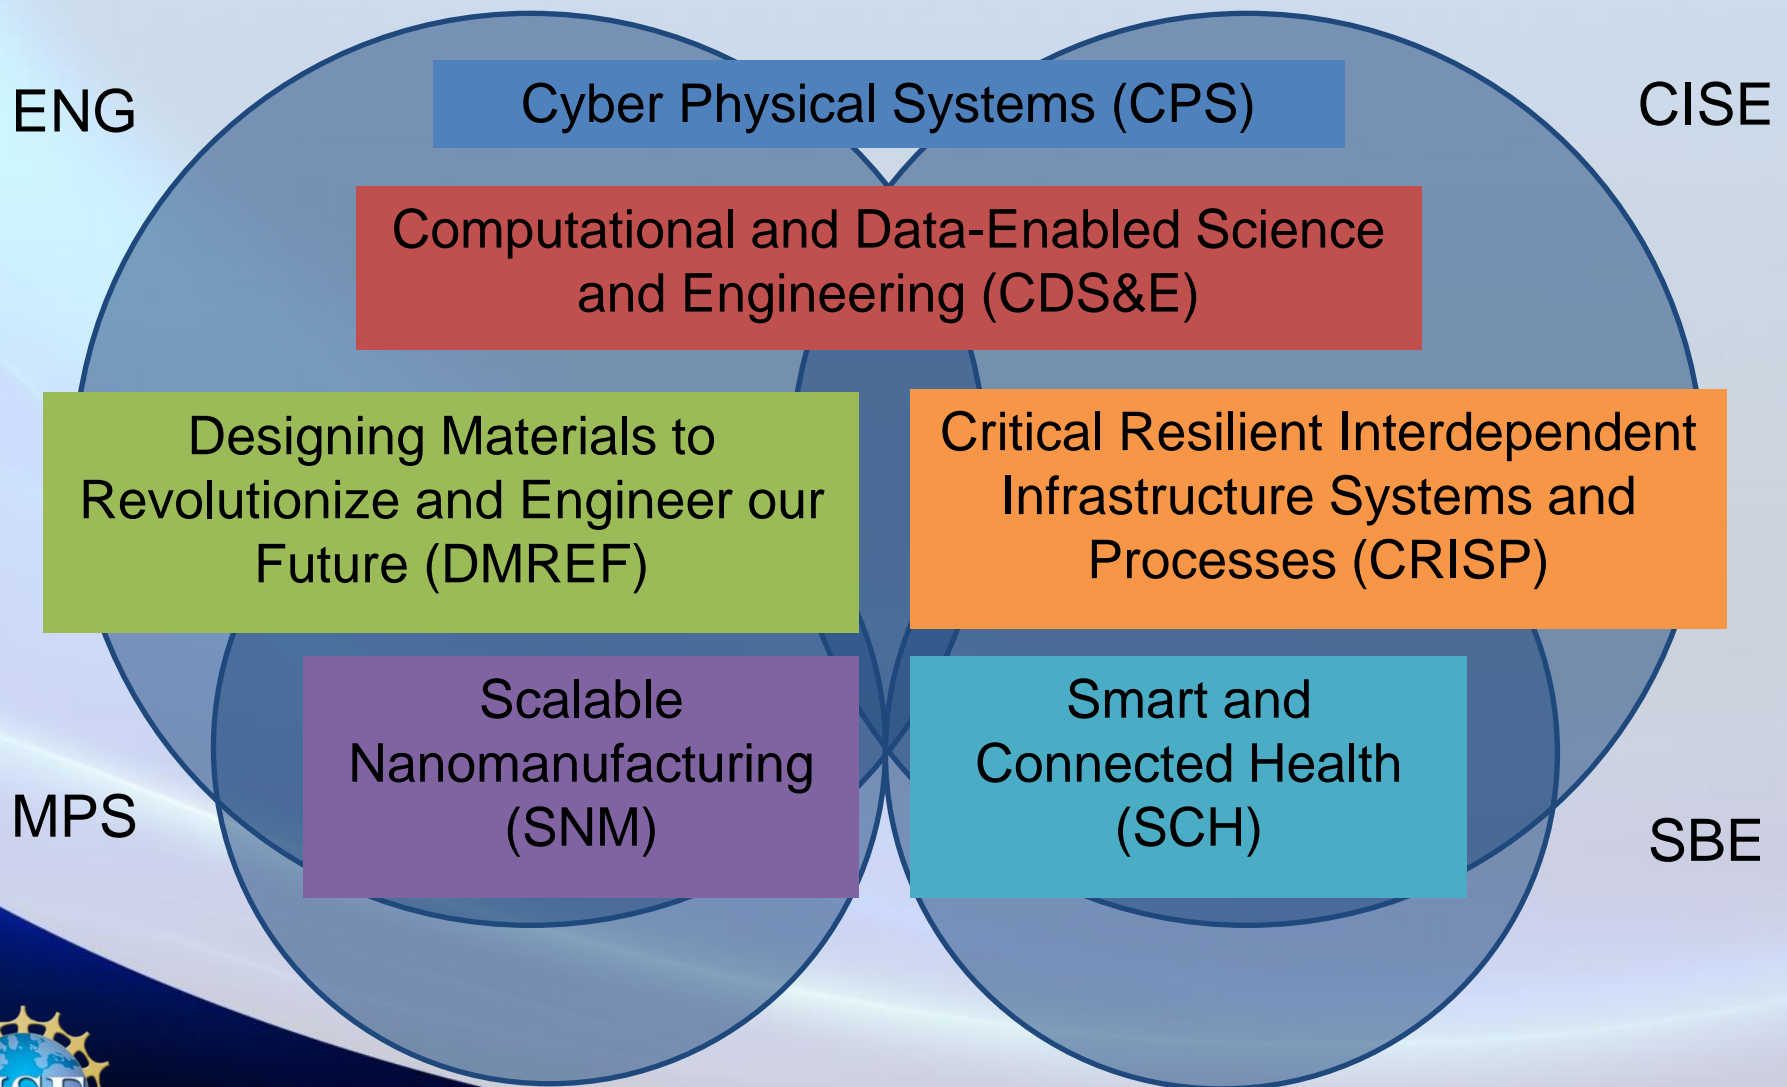 ENG
Cyber Physical Systems (CPS)
CISE
Computational and Data-Enabled Science
and Engineering (CDS&E)
Designing Materials to
Revolutionize and Engineer our
Future (DMREF)
Critical Resilient Interdependent
Infrastructure Systems and
Processes (CRISP)
Scalable
Nanomanufacturing
(SNM)
Smart and
Connected Health
(SCH)
MPS
SBE